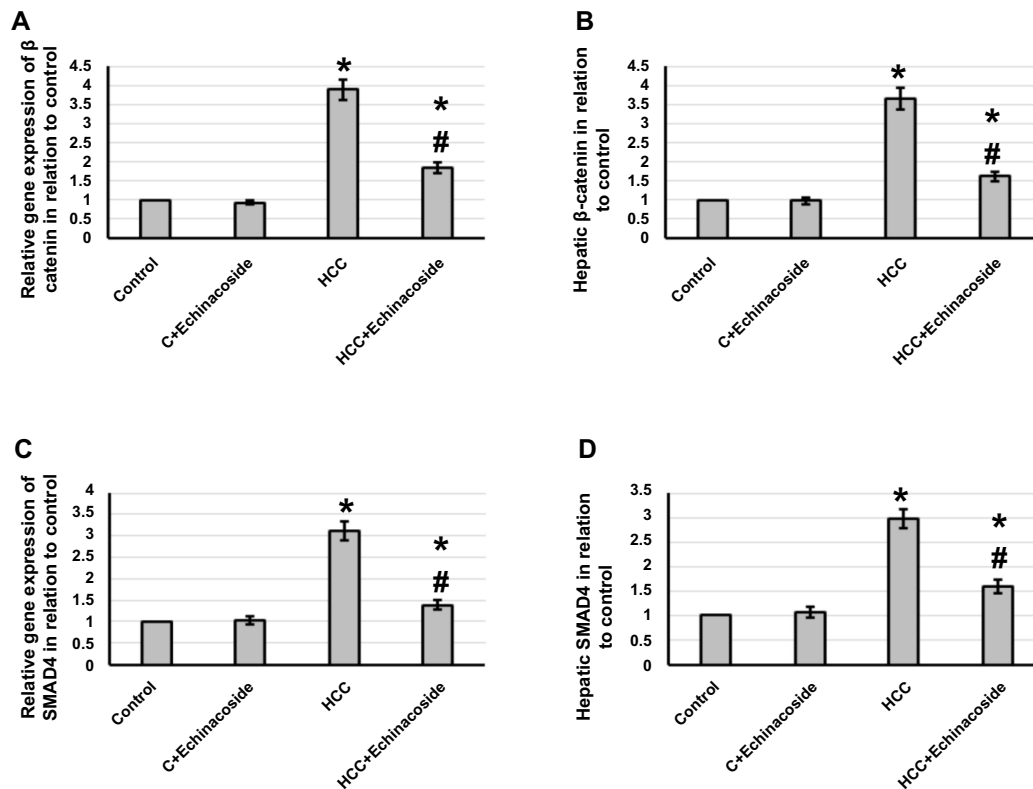 A
Relative gene expression of β
catenin in relation to control
4.5
4
3.5
3
2.5
2
1.5
1
0.5
0
*
*
#
Control
C+Echinacoside
HCC
HCC+Echinacoside
B
Hepatic β-catenin in relation
to control
4.5
4
3.5
3
2.5
2
1.5
1
0.5
0
*
*
#
Control
C+Echinacoside
HCC
HCC+Echinacoside
C
Relative gene expression of
SMAD4 in relation to control
4
3.5
3
2.5
2
1.5
1
0.5
0
*
*
#
Control
C+Echinacoside
HCC
HCC+Echinacoside
D
Hepatic SMAD4 in relation
to control
3.5
3
2.5
2
1.5
1
0.5
0
*
*
#
Control
C+Echinacoside
HCC
HCC+Echinacoside